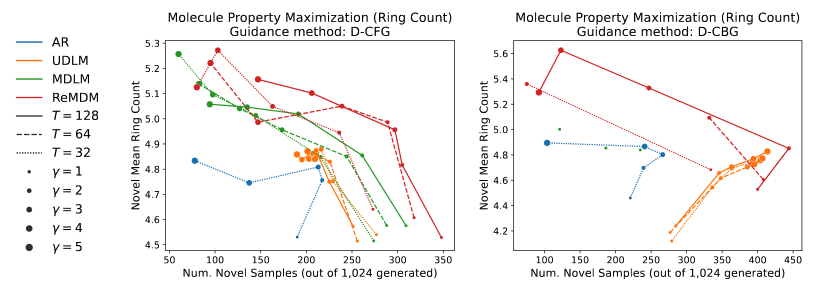 AR
UDLM
MDLM
ReMDM
T = 128
T = 64
T = 32
γ = 1
γ = 2
γ = 3
γ = 4
γ = 5
Molecule Property Maximization (Ring Count)
Guidance method: D-CFG
Novel Mean Ring Count
5.3
5.2
5.1
5.0
4.9
4.8
4.7
4.6
4.5
50
100
150
200
250
300
350
Num. Novel Samples (out of 1,024 generated)
Molecule Property Maximization (Ring Count)
Guidance method: D-CBG
Novel Mean Ring Count
5.6
5.4
5.2
5.0
4.8
4.6
4.4
4.2
100
150
200
250
300
350
400
450
Num. Novel Samples (out of 1,024 generated)